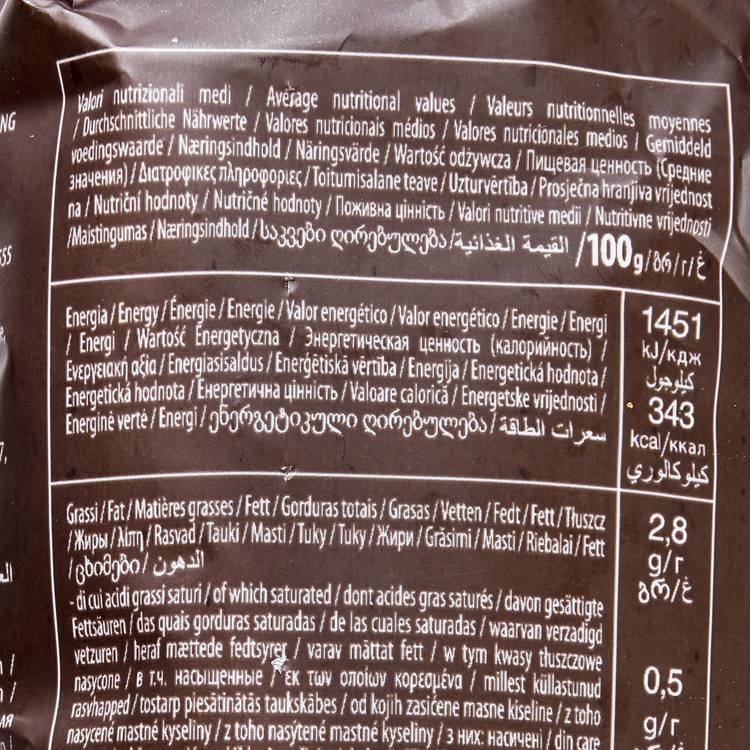 NG
Valori nutrizionali medi / Average nutritional values / Valeurs nutritionnelles moyennes
/ Durchschnittliche Nährwerte / Valores nutricionais médios / Valores nutricionales medios / Gemiddeld
voedingswaarde / Næringsindhold / Näringsvärde / Wartość odżywcza / Пищевая ценность (Средние
значения) / Διατροφικες πληροφοριες / Toitumisalane teave / Uzturvērtība / Prosječna hranjiva vrijednost
na / Nutriční hodnoty / Nutričné hodnoty / Поживна цінність / Valori nutritive medii / Nutritivne vrijednosti
/Maistingumas / Næringsindhold / საკვები ღირებულება / القيمة الغذائية /100g/გრ/г/غ
Energia / Energy / Énergie / Energie / Valor energético / Valor energético / Energie / Energi
/ Energi / Wartość Energetyczna / Энергетическая ценность (калорийность) /
Ενεργειακή αξία / Energiasisaldus / Enerģētiskā vērtība / Energija / Energetická hodnota /
Energetická hodnota / Енергетична цінність / Valoare calorică / Energetske vrijednosti /
Energinė vertė / Energi / ენერგეტიკული ღირებულება / سعرات الطاقة
1451
kJ/кДж
كيلوجول
343
kcal/ккал
كيلوكالوري
Grassi / Fat / Matières grasses / Fett / Gorduras totais / Grasas / Vetten / Fedt / Fett / Tłuszcz
/ Жиры / Λίπη / Rasvad / Tauki / Masti / Tuky / Tuky / Жири / Grăsimi / Masti / Riebalai / Fett
/ ცხიმები / الدهون
2,8
g/г
გრ/غ
- di cui acidi grassi saturi / of which saturated / dont acides gras saturés / davon gesättigte
Fettsäuren / das quais gorduras saturadas / de las cuales saturadas / waarvan verzadigd
vetzuren / heraf mættede fedtsyrer / varav mättat fett / w tym kwasy tłuszczowe
nasycone / в т.ч. насыщенные / εκ των οποίων κορεσμένα / millest küllastunud
rasvhapped / tostarp piesātinātās taukskābes / od kojih zasićene masne kiseline / z toho
nasycené mastné kyseliny / z toho nasýtené mastné kyseliny / з них: насичені / din care
0,5
g/г